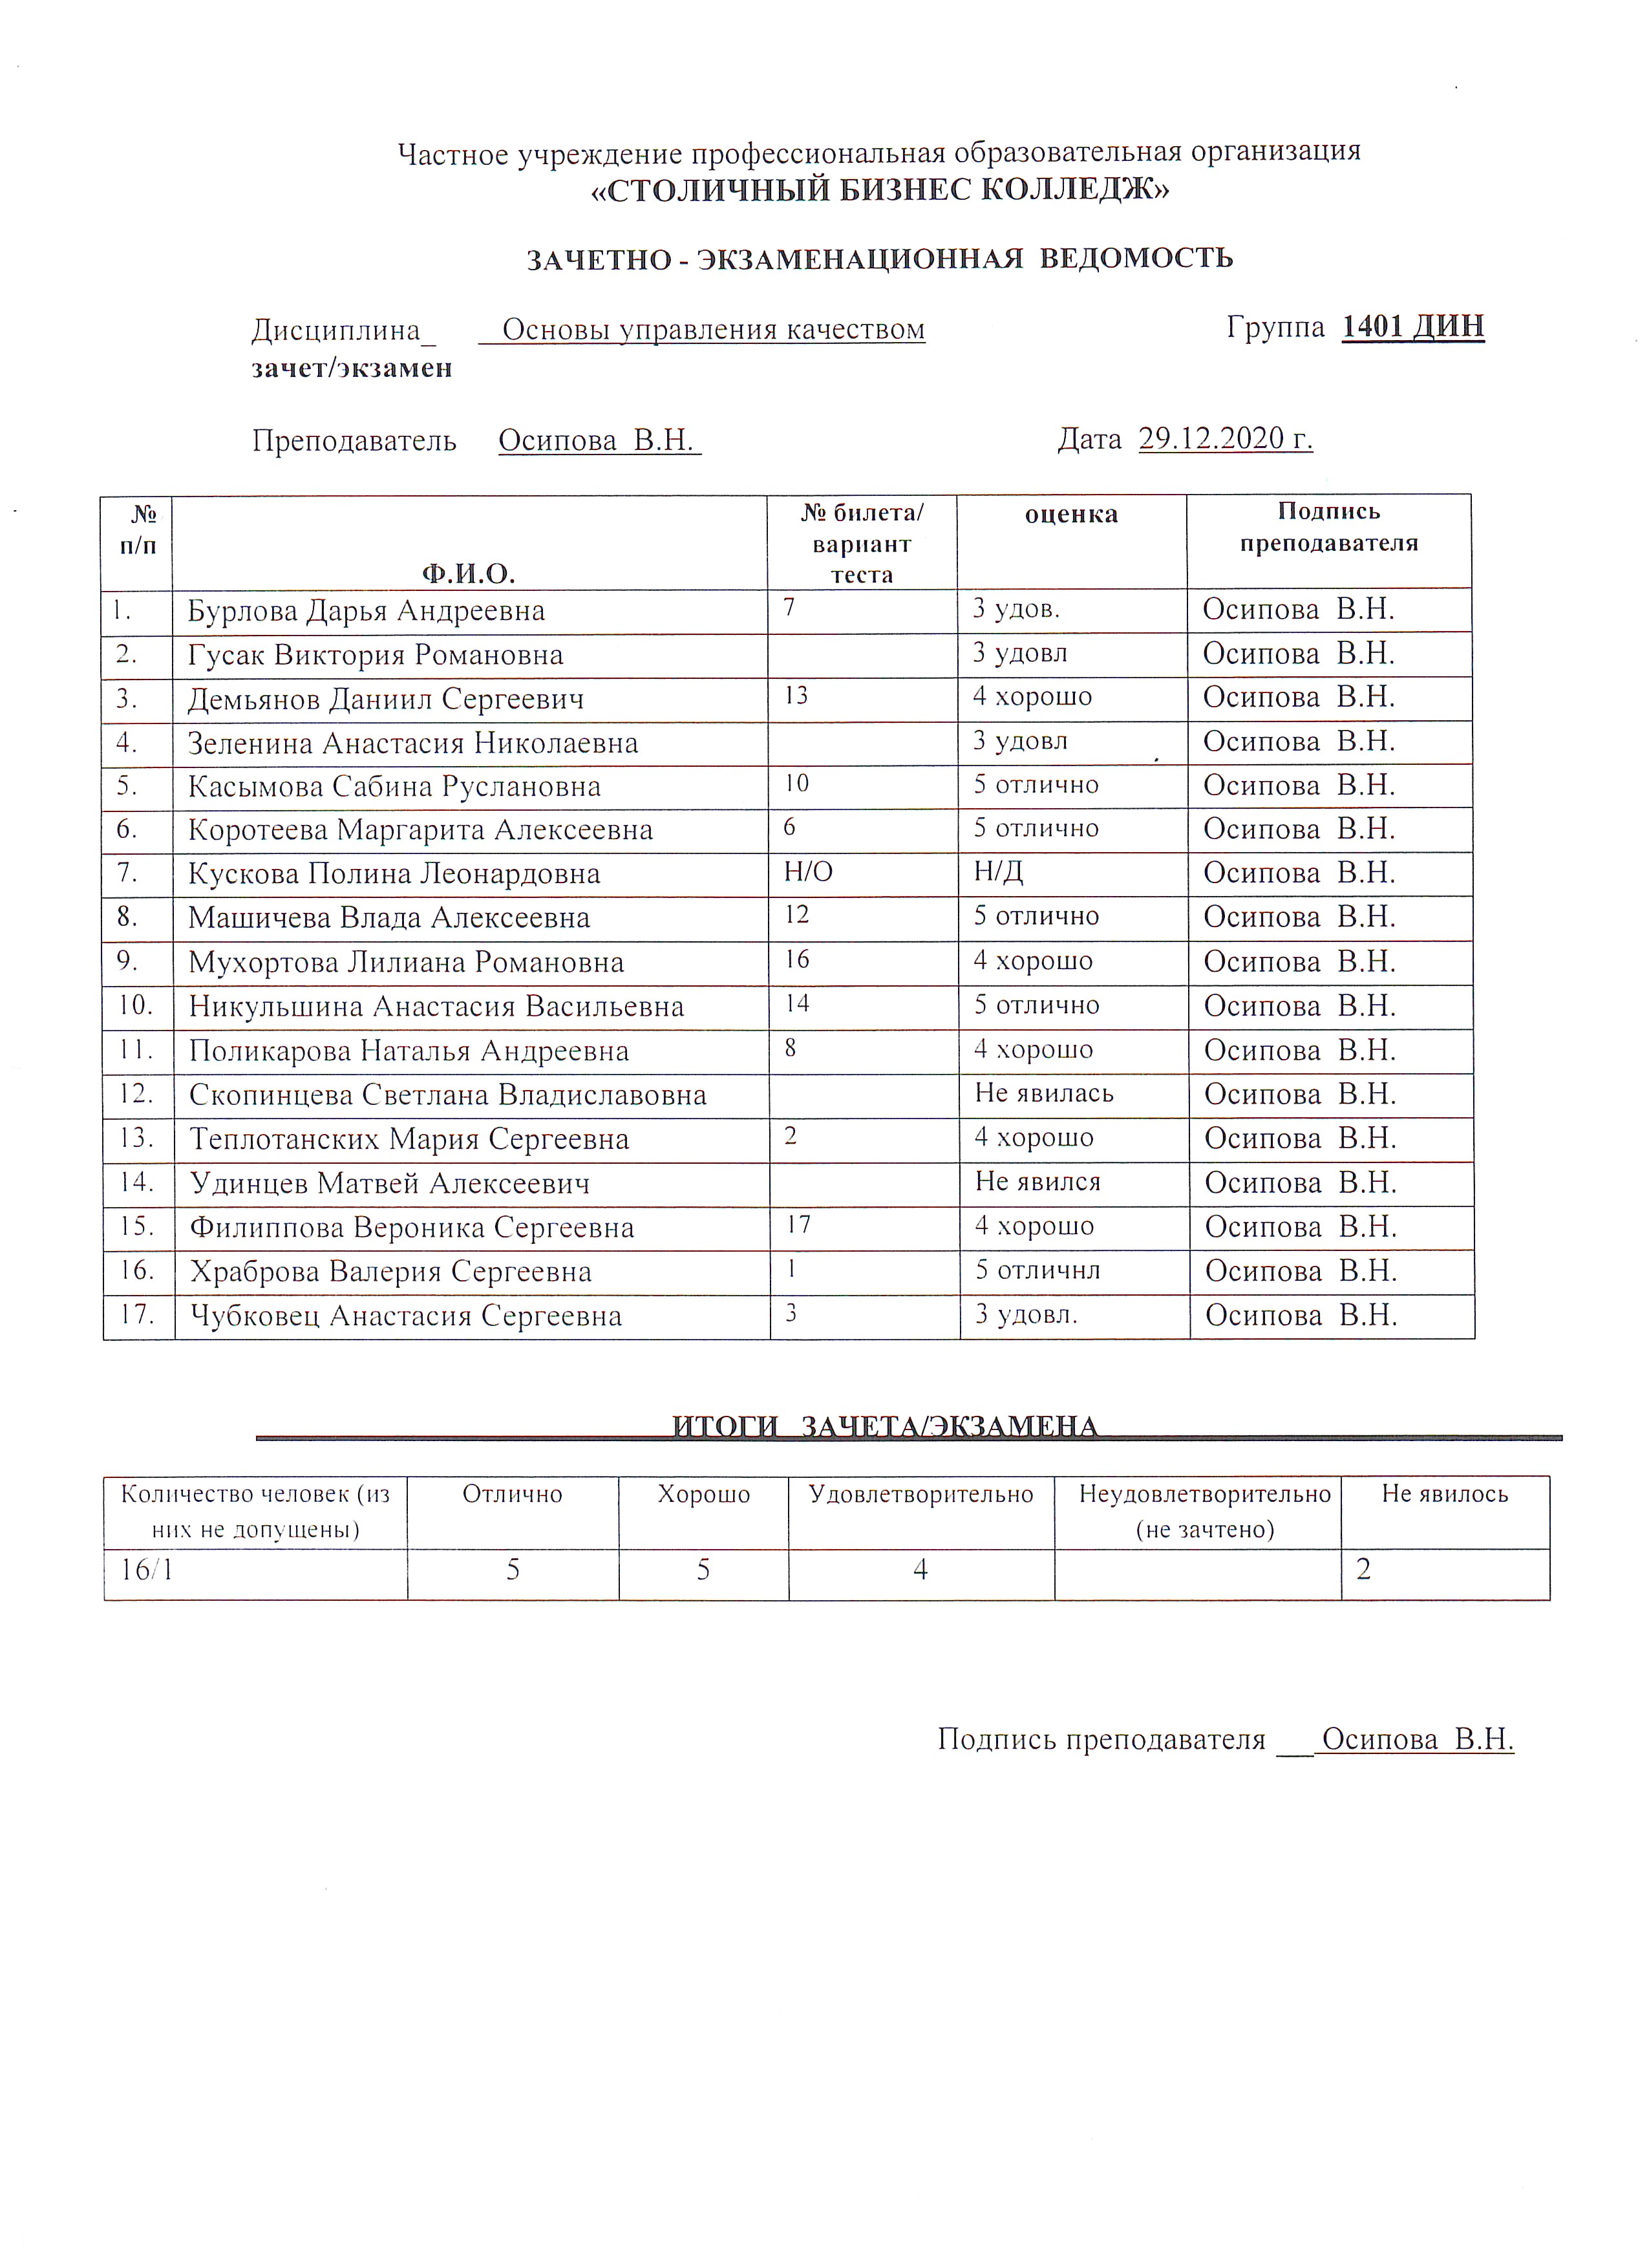 Частное учреждение профессиональная образовательная организация
«СТОЛИЧНЫЙ БИЗНЕС КОЛЛЕДЖ»
ЗАЧЕТНО - ЭКЗАМЕНАЦИОННАЯ ВЕДОМОСТЬ
Дисциплина_ Основы управления качеством Группа 1401 ДИН
зачет/экзамен
Преподаватель Осипова В.Н. Дата 29.12.2020 г.
№ п/п Ф.И.О. № билета/ вариант теста оценка Подпись преподавателя
1. Бурлова Дарья Андреевна 7 3 удов. Осипова В.Н.
2. Гусак Виктория Романовна 3 удовл Осипова В.Н.
3. Демьянов Даниил Сергеевич 13 4 хорошо Осипова В.Н.
4. Зеленина Анастасия Николаевна 3 удовл Осипова В.Н.
5. Касымова Сабина Руслановна 10 5 отлично Осипова В.Н.
6. Коротеева Маргарита Алексеевна 6 5 отлично Осипова В.Н.
7. Кускова Полина Леонардовна Н/О Н/Д Осипова В.Н.
8. Машичева Влада Алексеевна 12 5 отлично Осипова В.Н.
9. Мухортова Лилиана Романовна 16 4 хорошо Осипова В.Н.
10. Никульшина Анастасия Васильевна 14 5 отлично Осипова В.Н.
11. Поликарова Наталья Андреевна 8 4 хорошо Осипова В.Н.
12. Скопинцева Светлана Владиславовна Не явилась Осипова В.Н.
13. Теплотанских Мария Сергеевна 2 4 хорошо Осипова В.Н.
14. Удинцев Матвей Алексеевич Не явился Осипова В.Н.
15. Филиппова Вероника Сергеевна 17 4 хорошо Осипова В.Н.
16. Храброва Валерия Сергеевна 1 5 отличнл Осипова В.Н.
17. Чубковец Анастасия Сергеевна 3 3 удовл. Осипова В.Н.
ИТОГИ ЗАЧЕТА/ЭКЗАМЕНА
Количество человек (из Отлично Хорошо Удовлетворительно Неудовлетворительно Не явилось
них не допущены) (не зачтено)
16/1 5 5 4 2
Подпись преподавателя ___ Осипова В.Н.